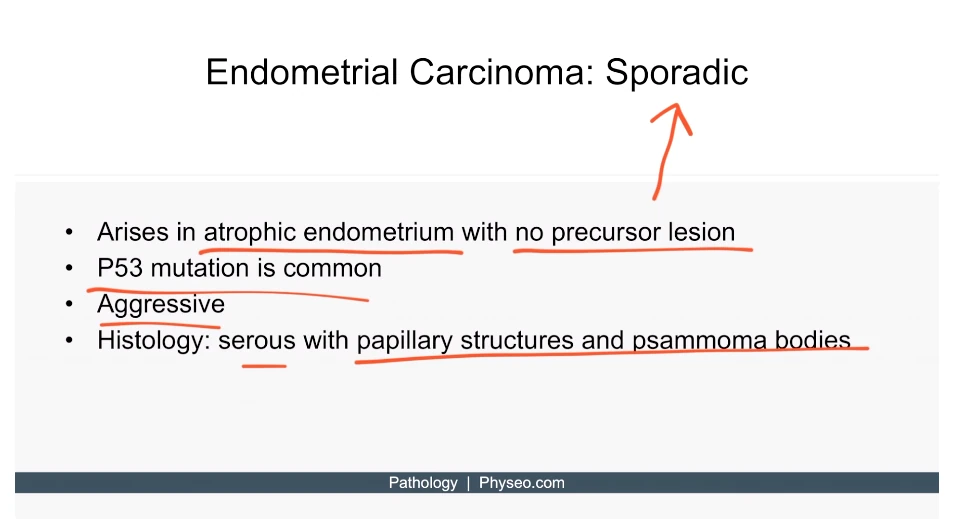 Endometrial Carcinoma: Sporadic
• Arises in atrophic endometrium with no precursor lesion
• P53 mutation is common
• Aggressive
• Histology: serous with papillary structures and psammoma bodies
Pathology | Physeo.com